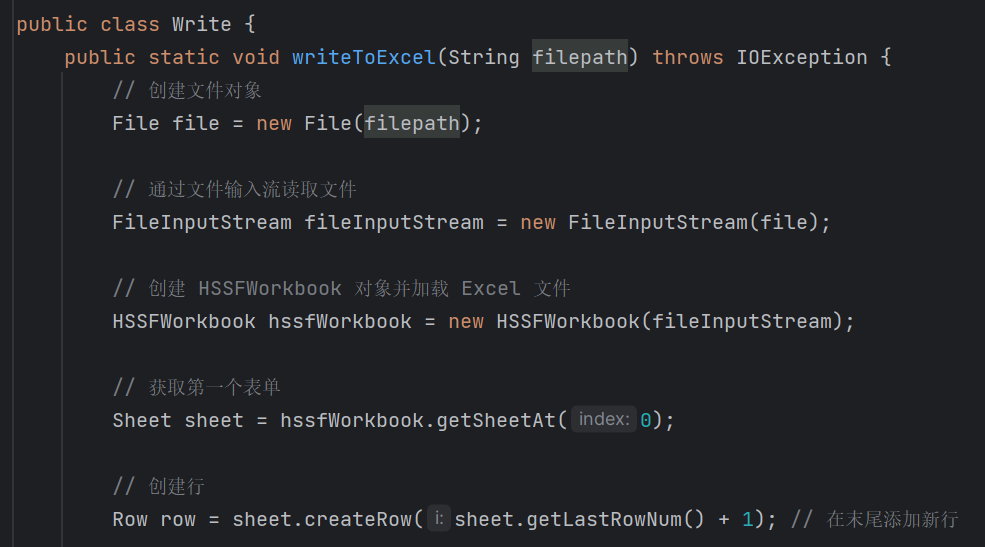 public class Write {
public static void writeToExcel(String filepath) throws IOException {
// 创建文件对象
File file = new File(filepath);
// 通过文件输入流读取文件
FileInputStream fileInputStream = new FileInputStream(file);
// 创建 HSSFWorkbook 对象并加载 Excel 文件
HSSFWorkbook hssfWorkbook = new HSSFWorkbook(fileInputStream);
// 获取第一个表单
Sheet sheet = hssfWorkbook.getSheetAt( index: 0);
// 创建行
Row row = sheet.createRow( i: sheet.getLastRowNum() + 1); // 在末尾添加新行